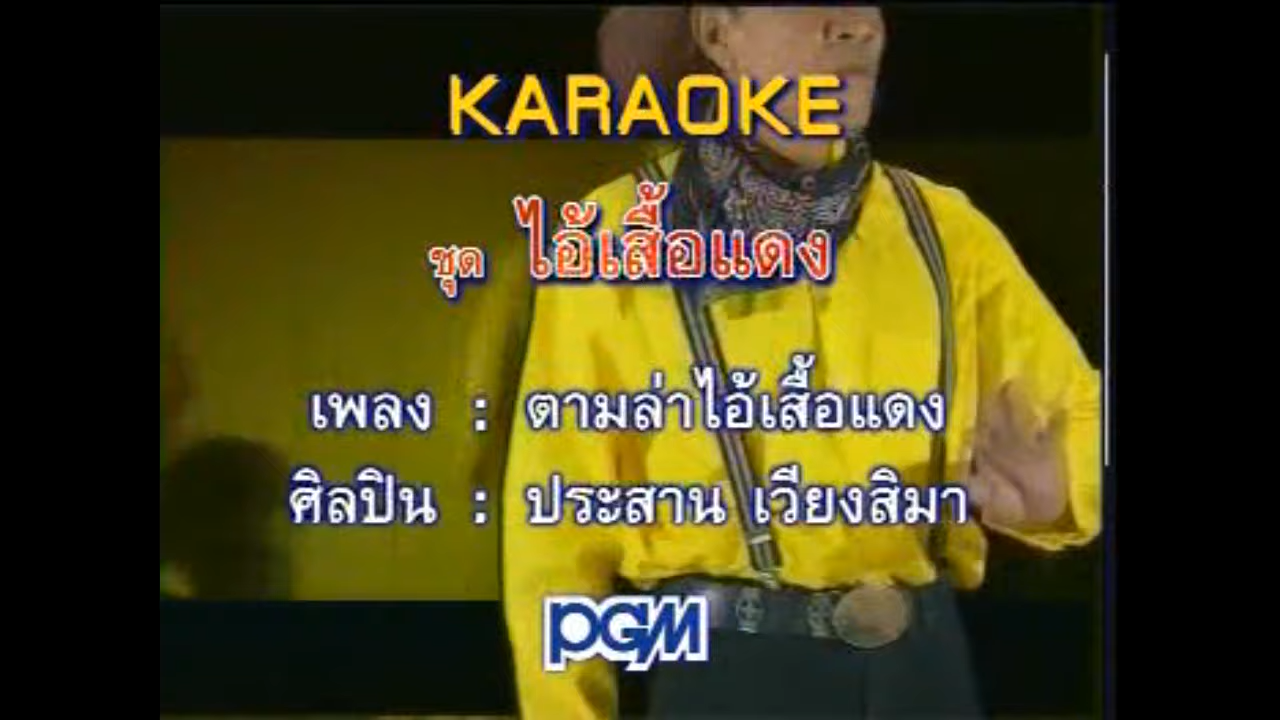 KARAOKE
ชุด ไอ้เสื้อแดง
เพลง : ตามล่าไอ้เสื้อแดง
ศิลปิน : ประสาน เวียงสิมา
PGM